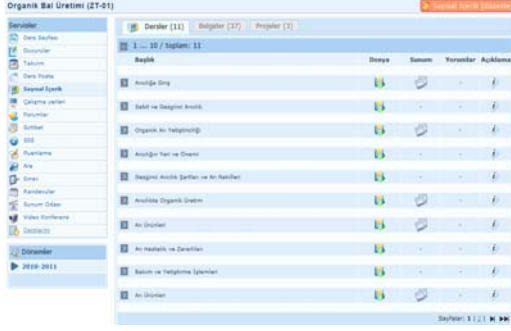 Organik Bal Üretimi (ZT-01)
Sayısal İçerik Düzenle
Servisler
Ders Sayfası
Duyurular
Takvim
Ders Posta
Sayısal İçerik
Çalışma yerleri
Forumlar
Sohbet
SSS
Puanlama
Ara
Sınav
Randevular
Sunum Odası
Video Konferans
Derslerim
Dönemler
2010-2011
Dersler (11)
Belgeler (37)
Projeler (3)
1 ... 10 / toplam: 11
Başlık Dosya Sunum Yorumlar Açıklama
Arıcılığa Giriş
Sabit ve Gezginci Arıcılık
Organik Arı Yetiştiriciliği
Arıcılığın Yeri ve Önemi
Gezginci Arıcılık Şartları ve Arı Nakilleri
Arıcılıkta Organik Üretim
Arı Ürünleri
Arı Hastalık ve Zararlıları
Bakım ve Yetiştirme İşlemleri
Arı Ürünleri
Sayfalar: 1 | 2 |